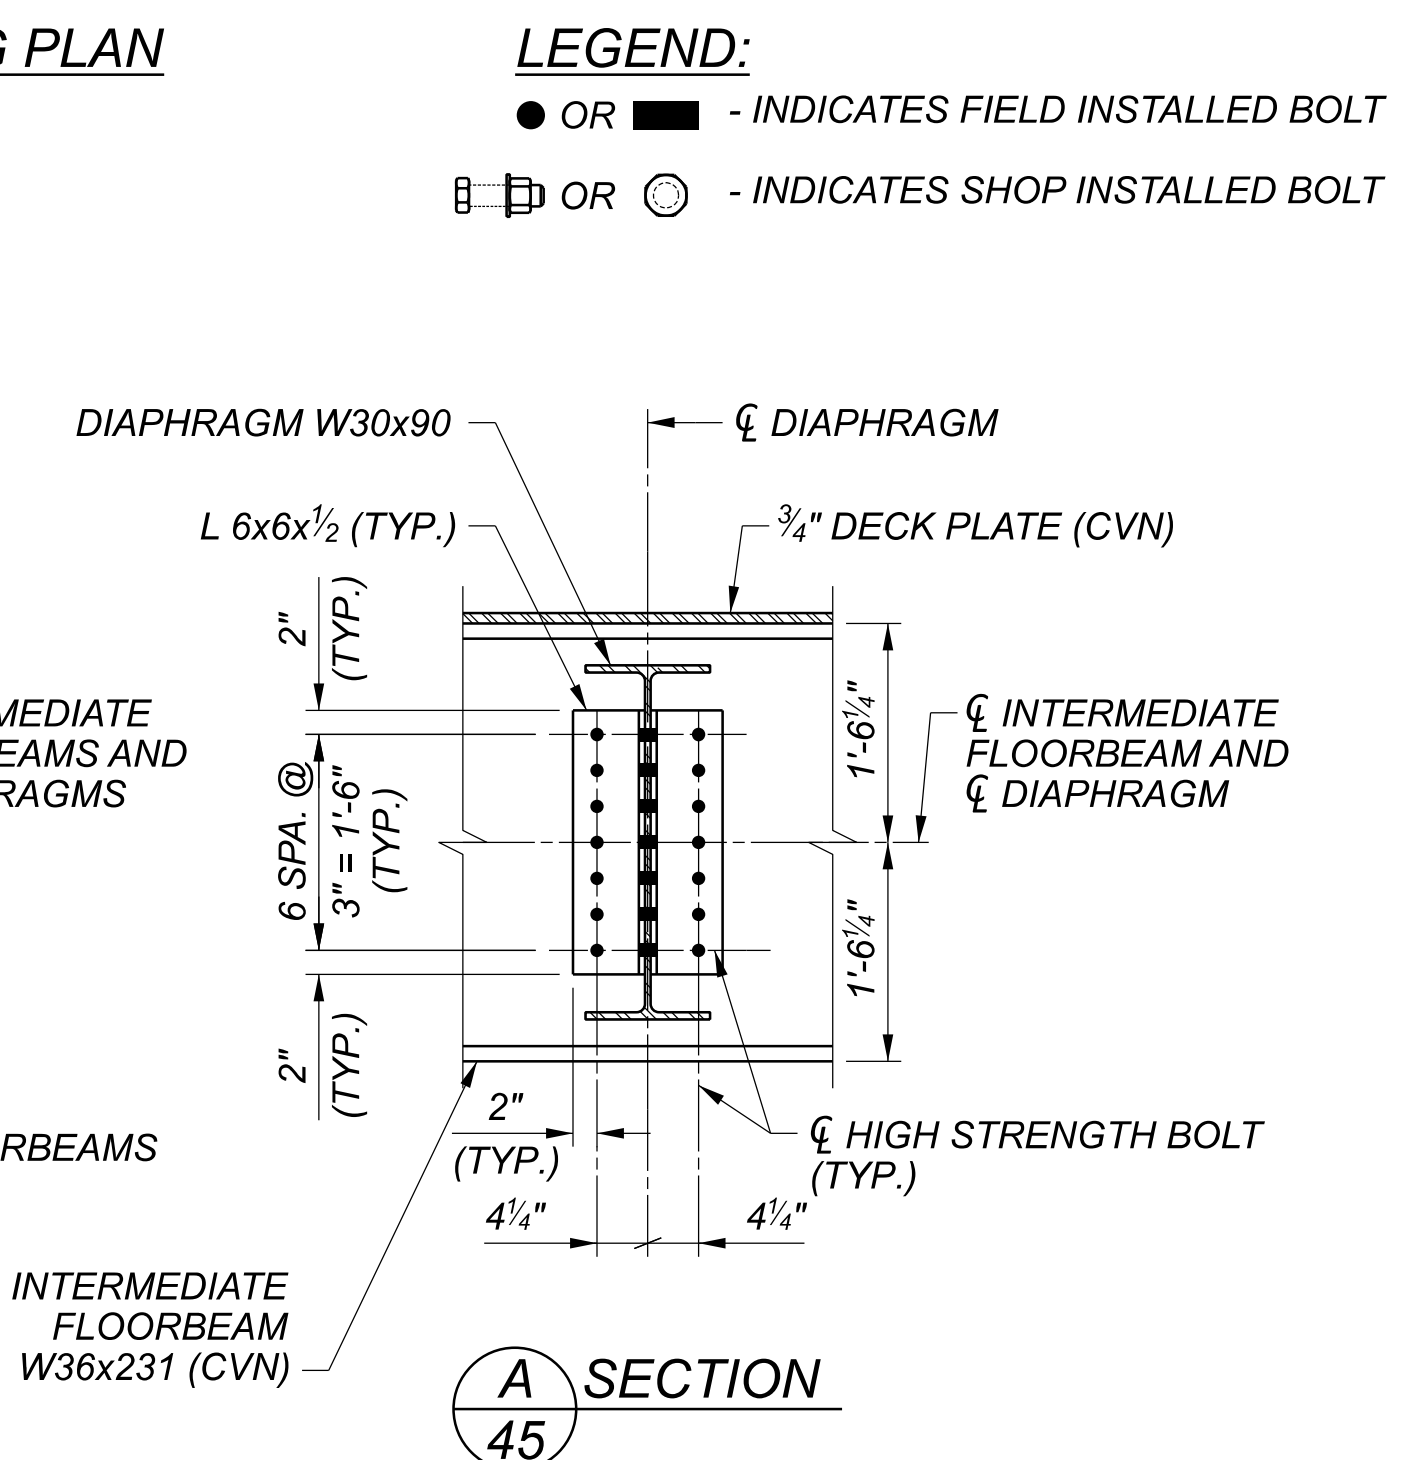 G PLAN
LEGEND:
● OR ■ - INDICATES FIELD INSTALLED BOLT
OR - INDICATES SHOP INSTALLED BOLT
DIAPHRAGM W30x90
℄ DIAPHRAGM
L 6x6x½ (TYP.)
¾" DECK PLATE (CVN)
2"
(TYP.)
6 SPA. @
3" = 1'-6"
(TYP.)
2"
(TYP.)
MEDIATE
EAMS AND
RAGMS
1'-6¼"
1'-6¼"
℄ INTERMEDIATE
FLOORBEAM AND
℄ DIAPHRAGM
RBEAMS
2"
(TYP.)
℄ HIGH STRENGTH BOLT
(TYP.)
4¼"
4¼"
INTERMEDIATE
FLOORBEAM
W36x231 (CVN)
A
45
SECTION